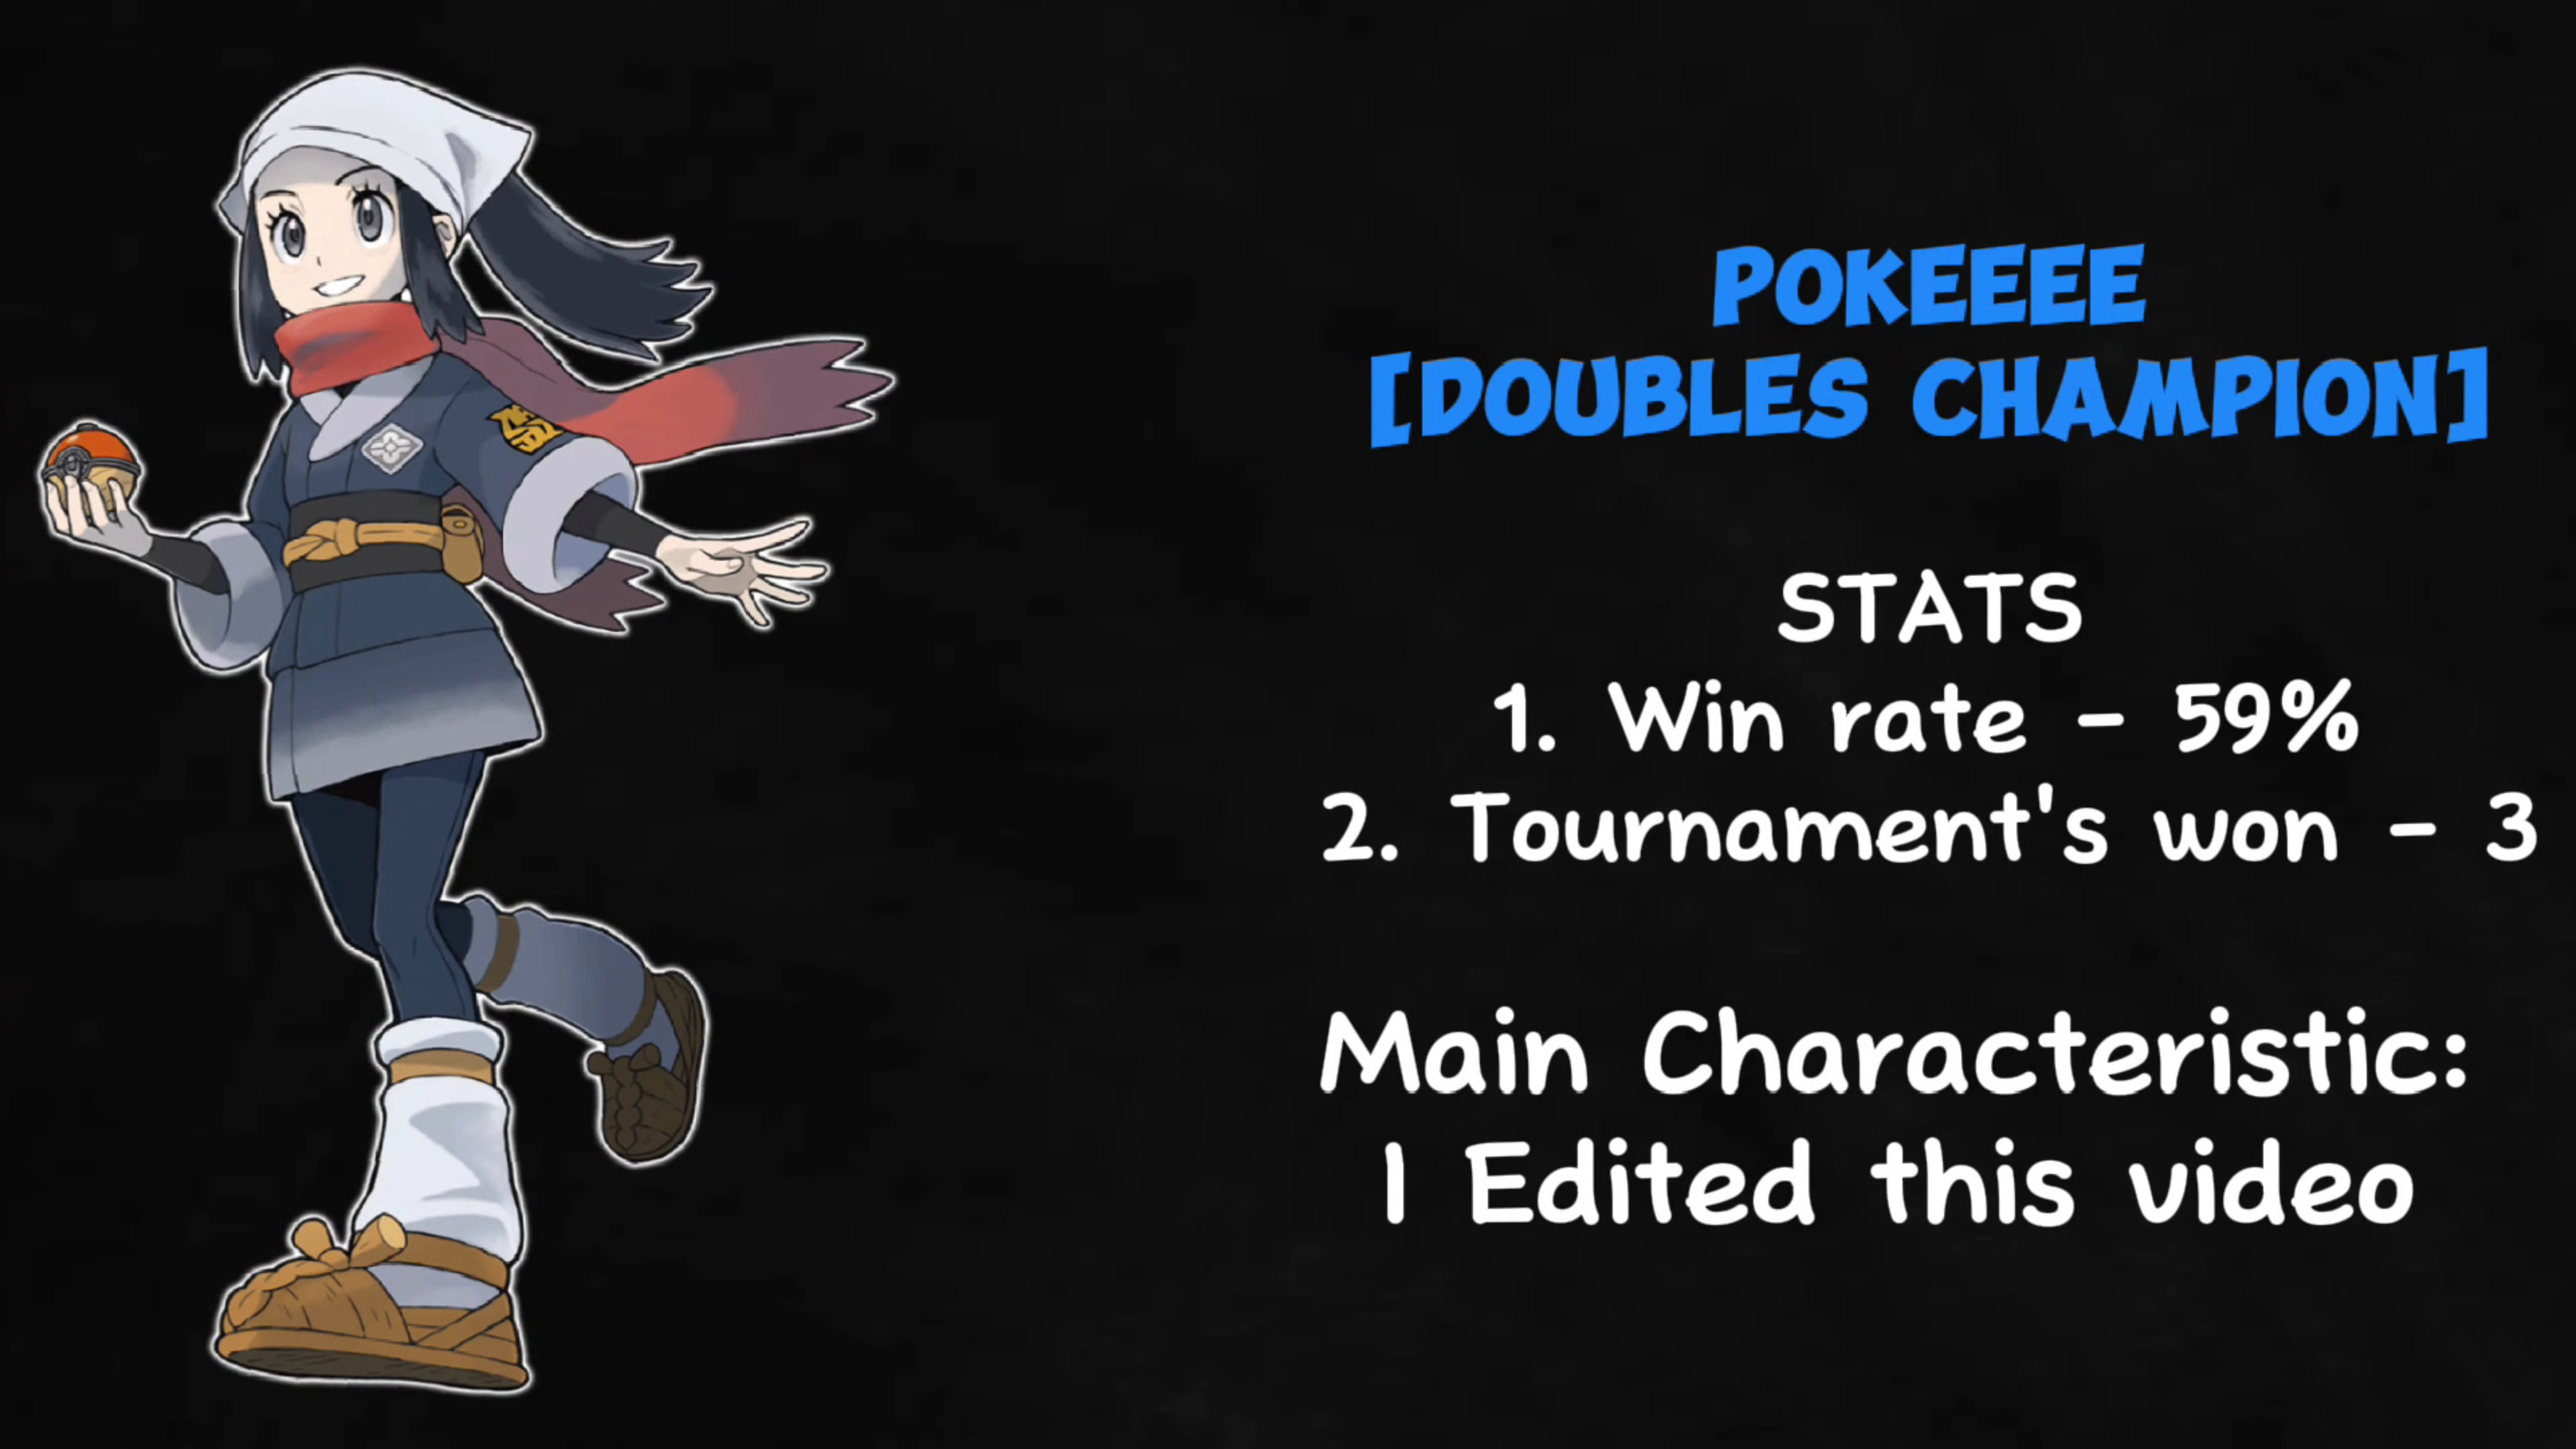 POKEEEE
[DOUBLES CHAMPION]
STATS
1. Win rate - 59%
2. Tournament's won - 3
Main Characteristic:
I Edited this video